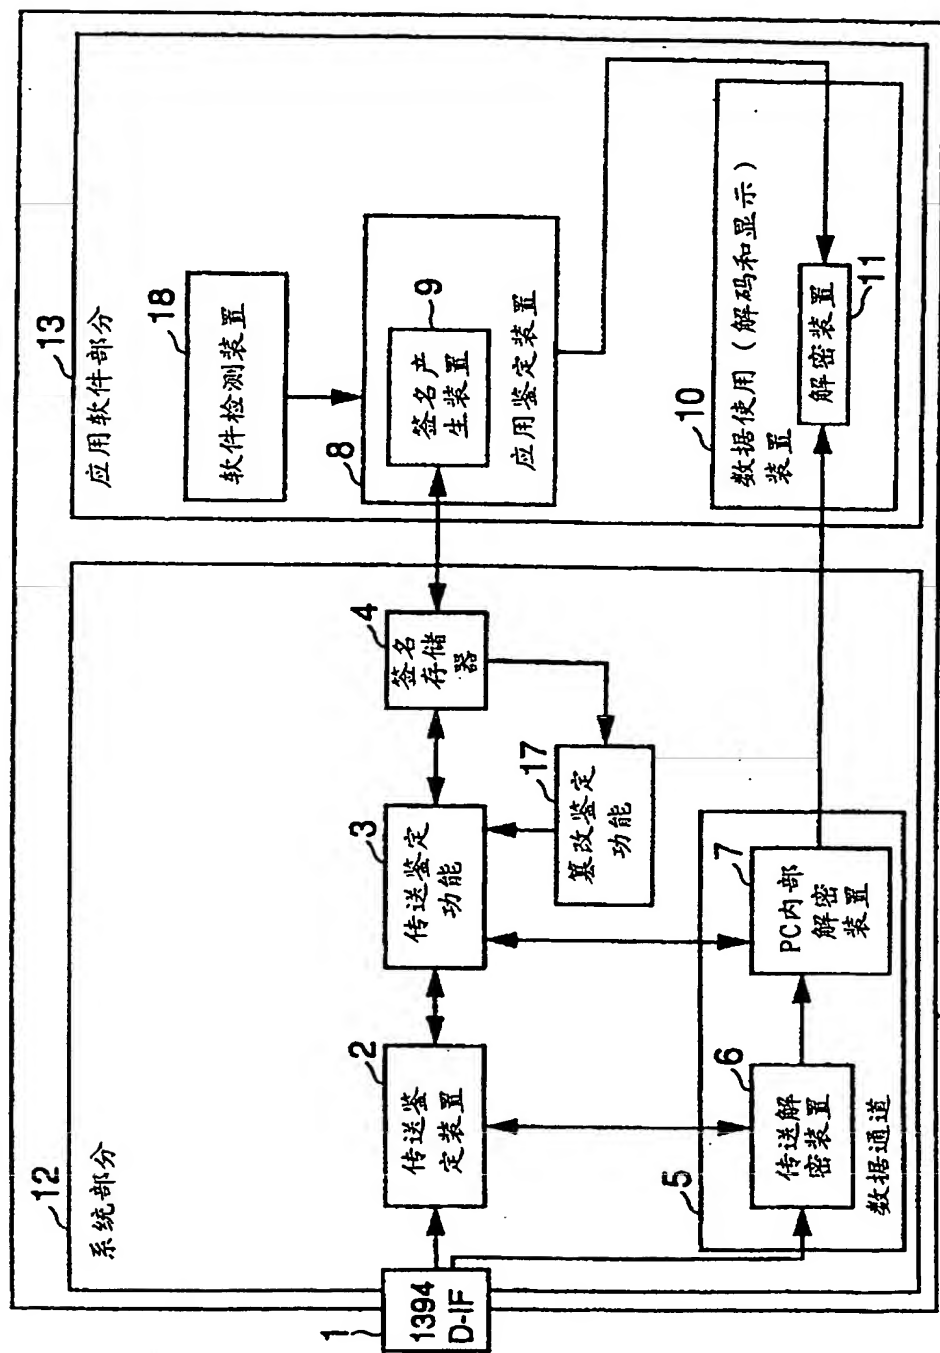 13
应用软件部分
18
软件检测装置
8
9
签名产
生装置
应用鉴定装置
10
数据使用（解码和显示）
装置
解密装置
11
12
系统部分
4
签名
存储
器
3
传送鉴定
功能
17
篡改鉴定
功能
2
传送鉴
定装置
7
PC内部
解密
装置
6
传送解
密装置
5
数据通道
1
1394
D-IF